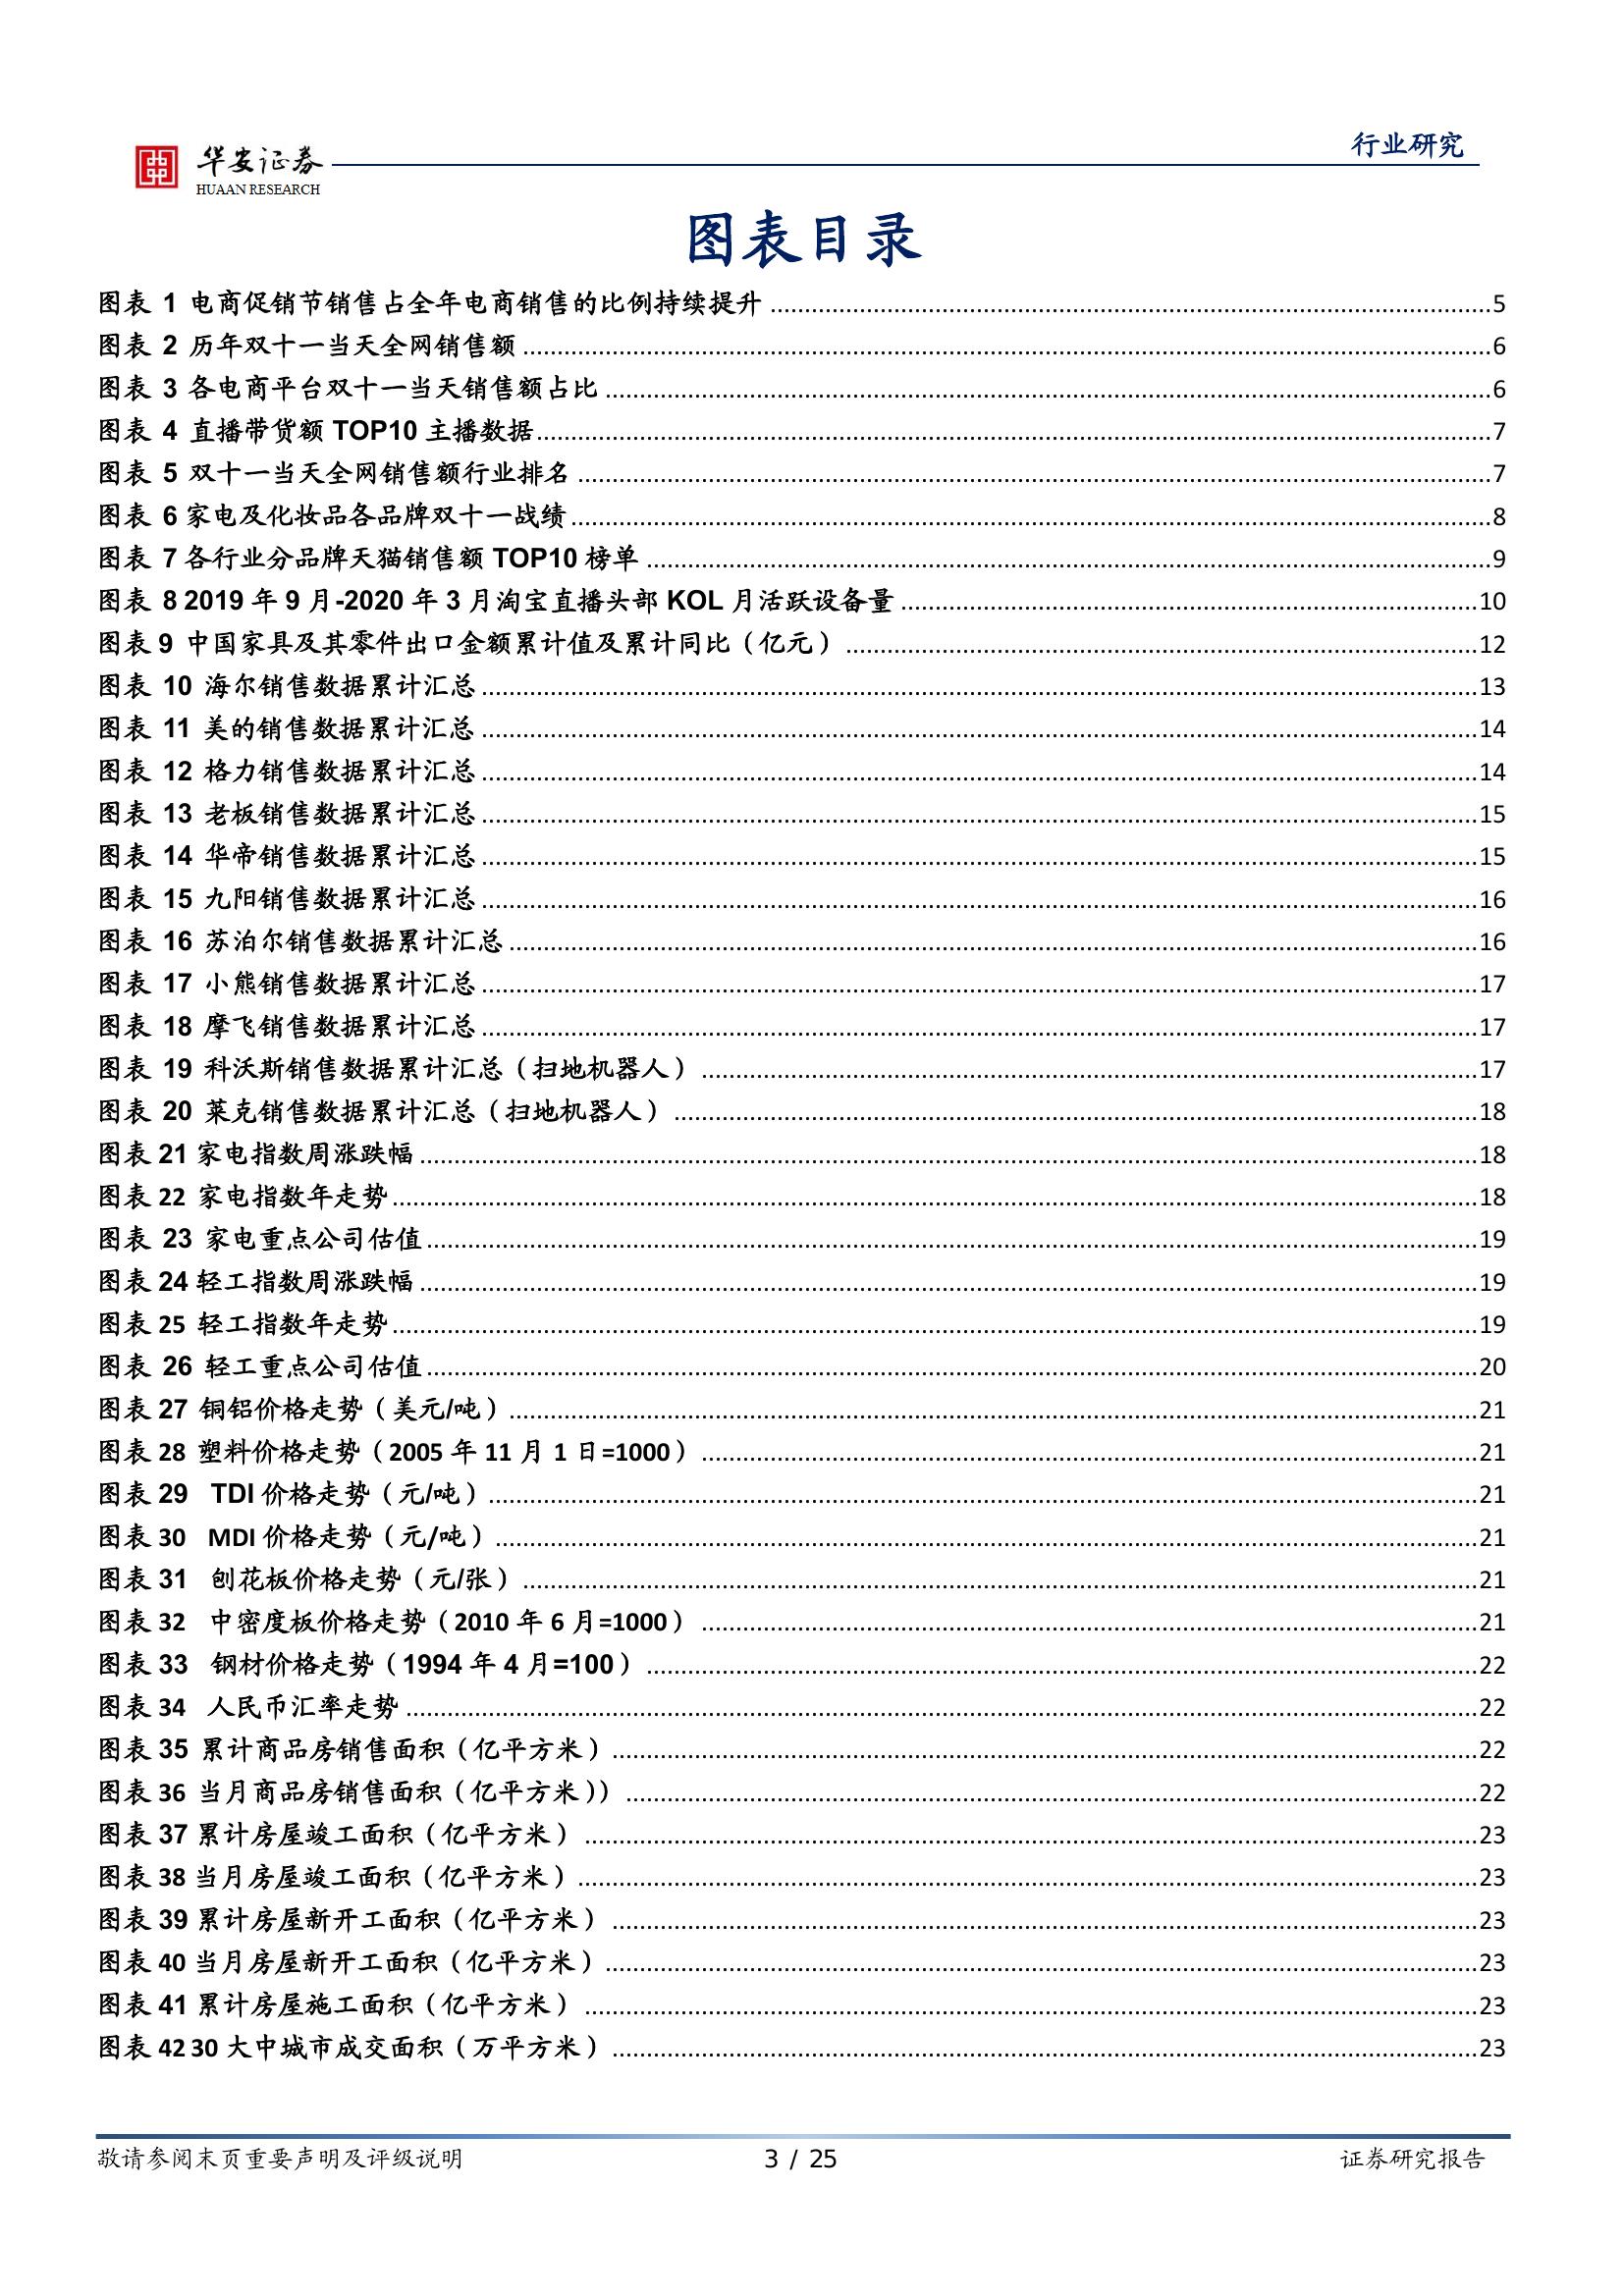 华安证券
HUAAN RESEARCH
行业研究
图表目录
图表 1 电商促销节销售占全年电商销售的比例持续提升 5
图表 2 历年双十一当天全网销售额 6
图表 3 各电商平台双十一当天销售额占比 6
图表 4 直播带货额 TOP10 主播数据 7
图表 5 双十一当天全网销售额行业排名 7
图表 6 家电及化妆品各品牌双十一战绩 8
图表 7 各行业分品牌天猫销售额 TOP10 榜单 9
图表 8 2019 年 9 月-2020 年 3 月淘宝直播头部 KOL 月活跃设备量 10
图表 9 中国家具及其零件出口金额累计值及累计同比（亿元） 12
图表 10 海尔销售数据累计汇总 13
图表 11 美的销售数据累计汇总 14
图表 12 格力销售数据累计汇总 14
图表 13 老板销售数据累计汇总 15
图表 14 华帝销售数据累计汇总 15
图表 15 九阳销售数据累计汇总 16
图表 16 苏泊尔销售数据累计汇总 16
图表 17 小熊销售数据累计汇总 17
图表 18 摩飞销售数据累计汇总 17
图表 19 科沃斯销售数据累计汇总（扫地机器人） 17
图表 20 莱克销售数据累计汇总（扫地机器人） 18
图表 21 家电指数周涨跌幅 18
图表 22 家电指数年走势 18
图表 23 家电重点公司估值 19
图表 24 轻工指数周涨跌幅 19
图表 25 轻工指数年走势 19
图表 26 轻工重点公司估值 20
图表 27 铜铝价格走势（美元/吨） 21
图表 28 塑料价格走势（2005 年 11 月 1 日=1000） 21
图表 29 TDI 价格走势（元/吨） 21
图表 30 MDI 价格走势（元/吨） 21
图表 31 刨花板价格走势（元/张） 21
图表 32 中密度板价格走势（2010 年 6 月=1000） 21
图表 33 钢材价格走势（1994 年 4 月=100） 22
图表 34 人民币汇率走势 22
图表 35 累计商品房销售面积（亿平方米） 22
图表 36 当月商品房销售面积（亿平方米)） 22
图表 37 累计房屋竣工面积（亿平方米） 23
图表 38 当月房屋竣工面积（亿平方米） 23
图表 39 累计房屋新开工面积（亿平方米） 23
图表 40 当月房屋新开工面积（亿平方米） 23
图表 41 累计房屋施工面积（亿平方米） 23
图表 42 30 大中城市成交面积（万平方米） 23
敬请参阅末页重要声明及评级说明
3 / 25
证券研究报告